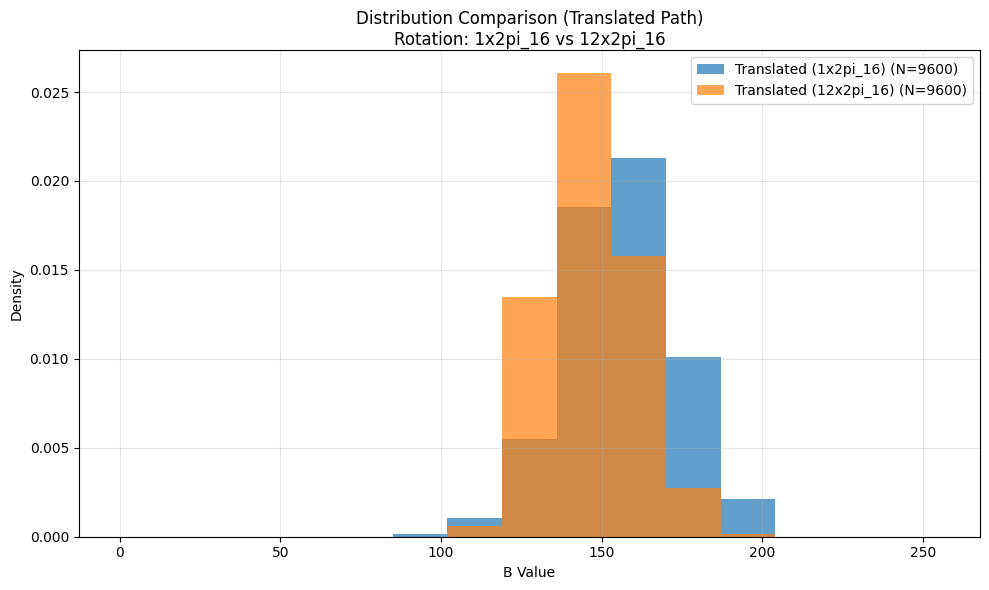 Distribution Comparison (Translated Path)
Rotation: 1x2pi_16 vs 12x2pi_16
Translated (1x2pi_16) (N=9600)
Translated (12x2pi_16) (N=9600)
Density
0.025
0.020
0.015
0.010
0.005
0.000
0 50 100 150 200 250
B Value